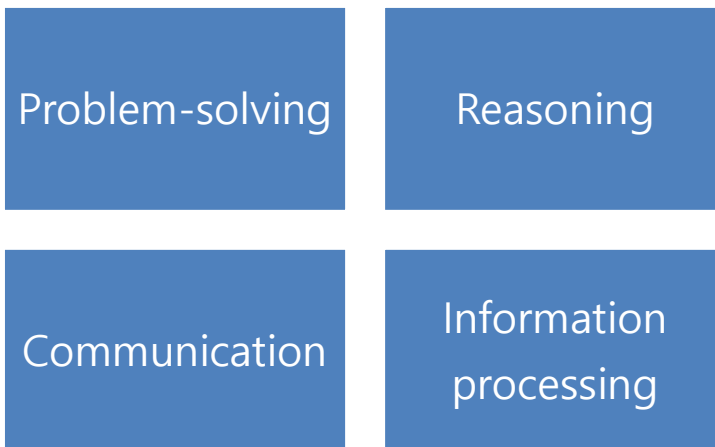 Problem-solving
Reasoning
Communication
Information
processing